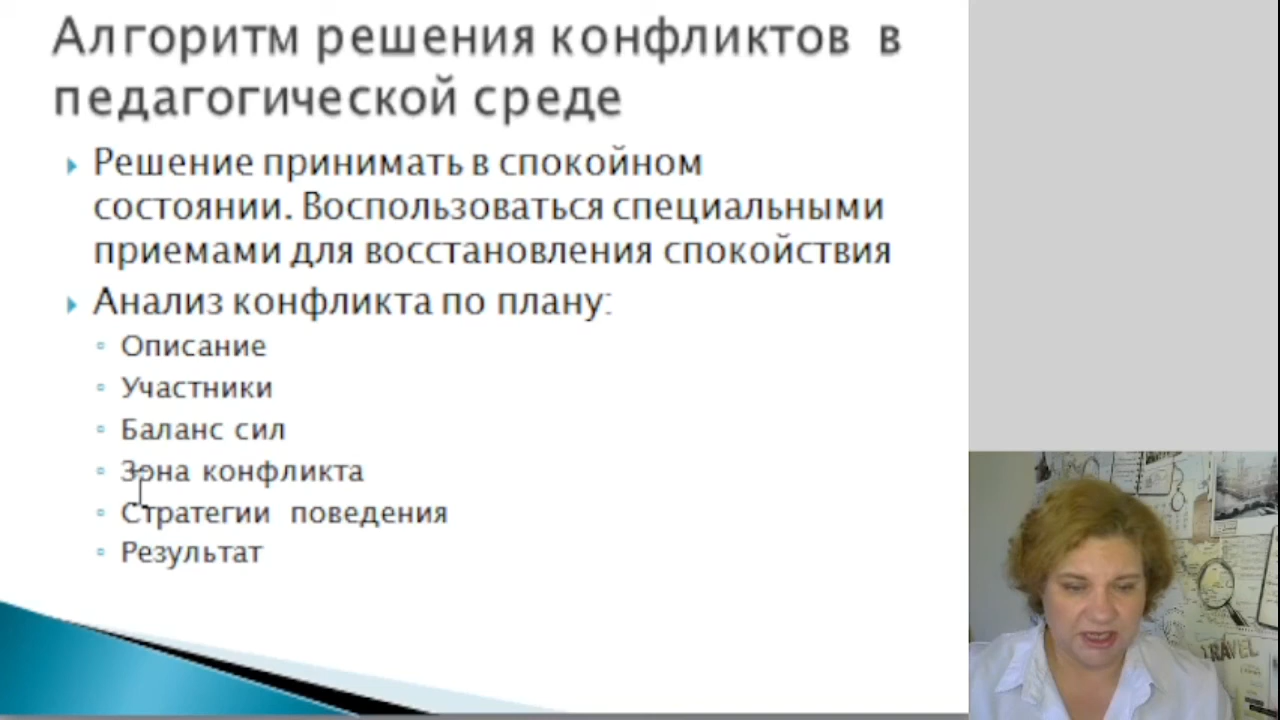 Алгоритм решения конфликтов в
педагогической среде
Решение принимать в спокойном
состоянии. Воспользоваться специальными
приемами для восстановления спокойствия
Анализ конфликта по плану:
Описание
Участники
Баланс сил
Зона конфликта
Стратегии поведения
Результат
TRAVEL